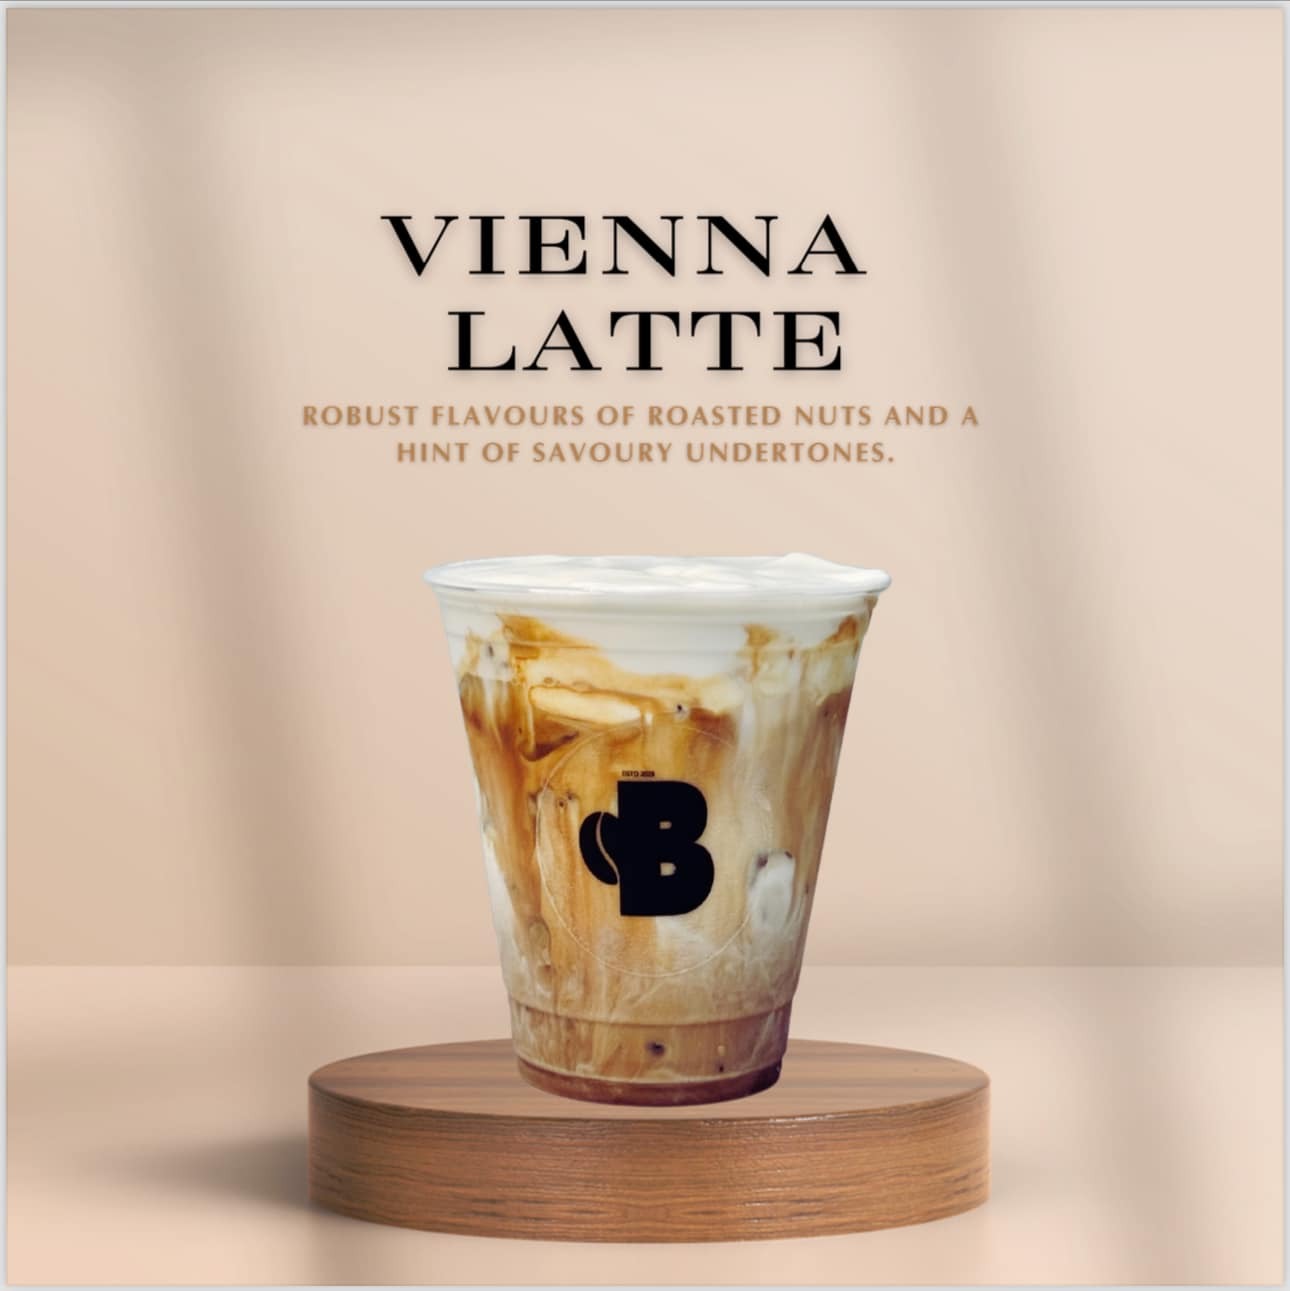 VIENNA
LATTE
ROBUST FLAVOURS OF ROASTED NUTS AND A
HINT OF SAVOURY UNDERTONES.
B